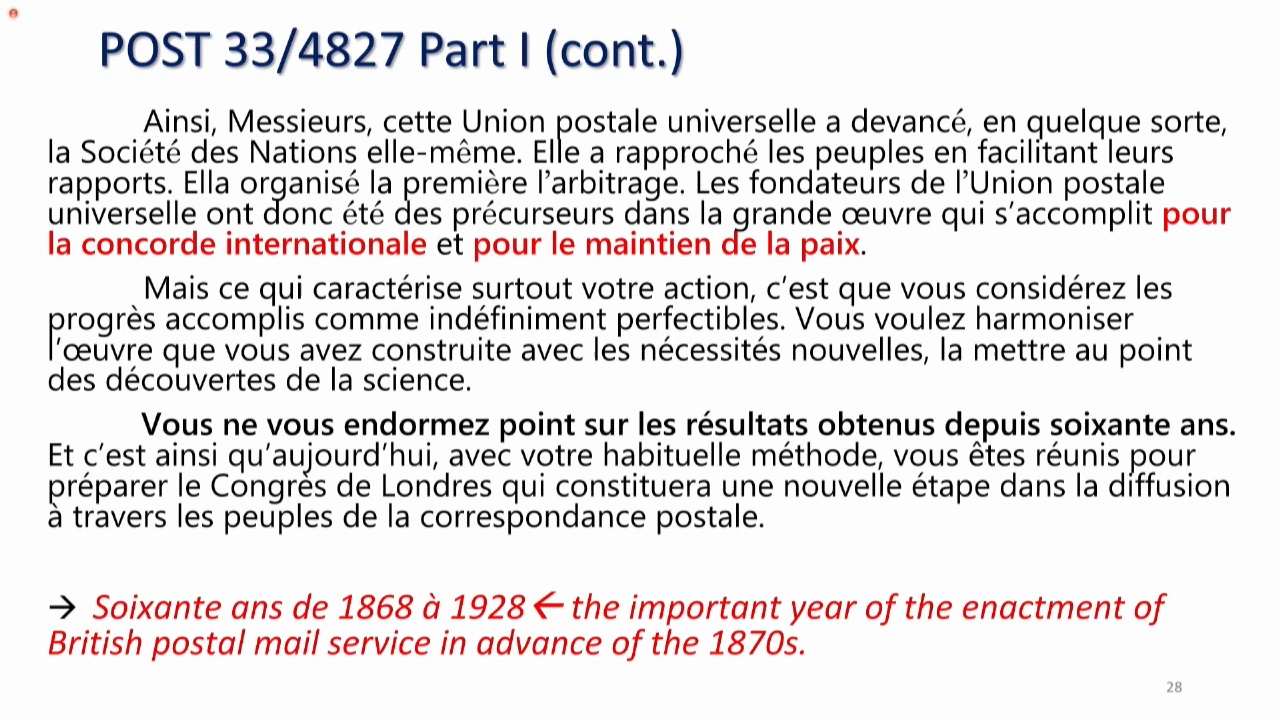 POST 33/4827 Part I (cont.)
Ainsi, Messieurs, cette Union postale universelle a devancé, en quelque sorte,
la Société des Nations elle-même. Elle a rapproché les peuples en facilitant leurs
rapports. Ella organisé la première l’arbitrage. Les fondateurs de l’Union postale
universelle ont donc été des précurseurs dans la grande œuvre qui s’accomplit pour
la concorde internationale et pour le maintien de la paix.
Mais ce qui caractérise surtout votre action, c’est que vous considérez les
progrès accomplis comme indéfiniment perfectibles. Vous voulez harmoniser
l’œuvre que vous avez construite avec les nécessités nouvelles, la mettre au point
des découvertes de la science.
Vous ne vous endormez point sur les résultats obtenus depuis soixante ans.
Et c’est ainsi qu’aujourd’hui, avec votre habituelle méthode, vous êtes réunis pour
préparer le Congrès de Londres qui constituera une nouvelle étape dans la diffusion
à travers les peuples de la correspondance postale.
→ Soixante ans de 1868 à 1928 ← the important year of the enactment of
British postal mail service in advance of the 1870s.
28